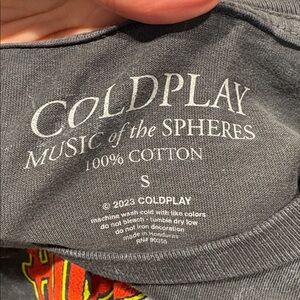 COLDPLAY
MUSIC of the SPHERES
100% COTTON
S
© 2023 COLDPLAY
machine wash cold with like colors
do not bleach - tumble dry low
do not iron decoration
made in Honduras